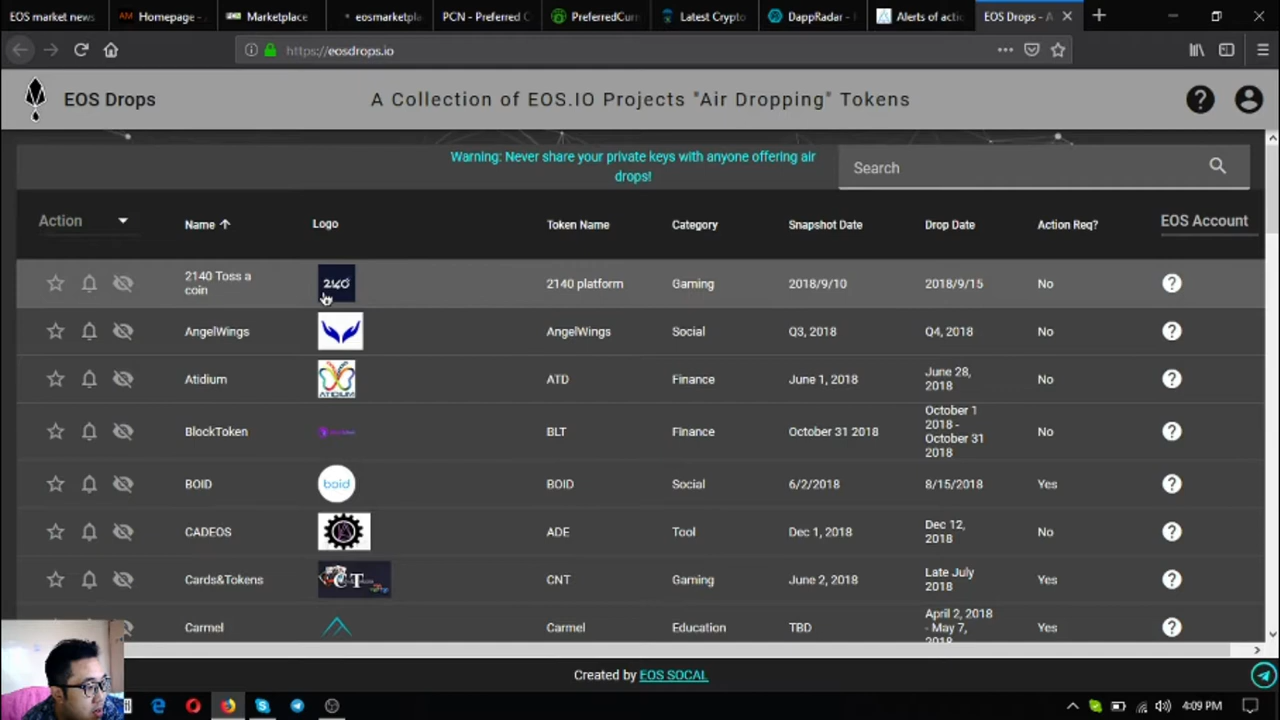 EOS market news
AM Homepage -
Marketplace
eosmarketpla
PCN - Preferred C
PreferredCurr
Latest Crypto
DappRadar -
Alerts of actio
EOS Drops - A
https://eosdrops.io
EOS Drops
A Collection of EOS.IO Projects "Air Dropping" Tokens
Warning: Never share your private keys with anyone offering air
drops!
Search
Action
Name
Logo
Token Name
Category
Snapshot Date
Drop Date
Action Req?
EOS Account
2140 Toss a
coin
2140
2140 platform
Gaming
2018/9/10
2018/9/15
No
AngelWings
AngelWings
Social
Q3, 2018
Q4, 2018
No
Atidium
ATIDIUM
ATD
Finance
June 1, 2018
June 28,
2018
No
BlockToken
BLT
Finance
October 31 2018
October 1
2018 -
October 31
2018
No
BOID
boid
BOID
Social
6/2/2018
8/15/2018
Yes
CADEOS
ADE
Tool
Dec 1, 2018
Dec 12,
2018
No
Cards&Tokens
CT
CNT
Gaming
June 2, 2018
Late July
2018
Yes
Carmel
Carmel
Education
TBD
April 2, 2018
- May 7,
2018
Yes
Created by EOS SOCAL
4:09 PM